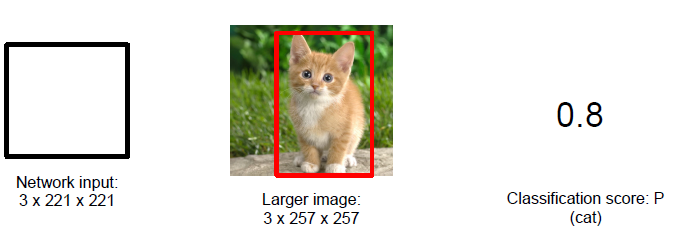 Network input:
3 x 221 x 221
Larger image:
3 x 257 x 257
0.8
Classification score: P
(cat)